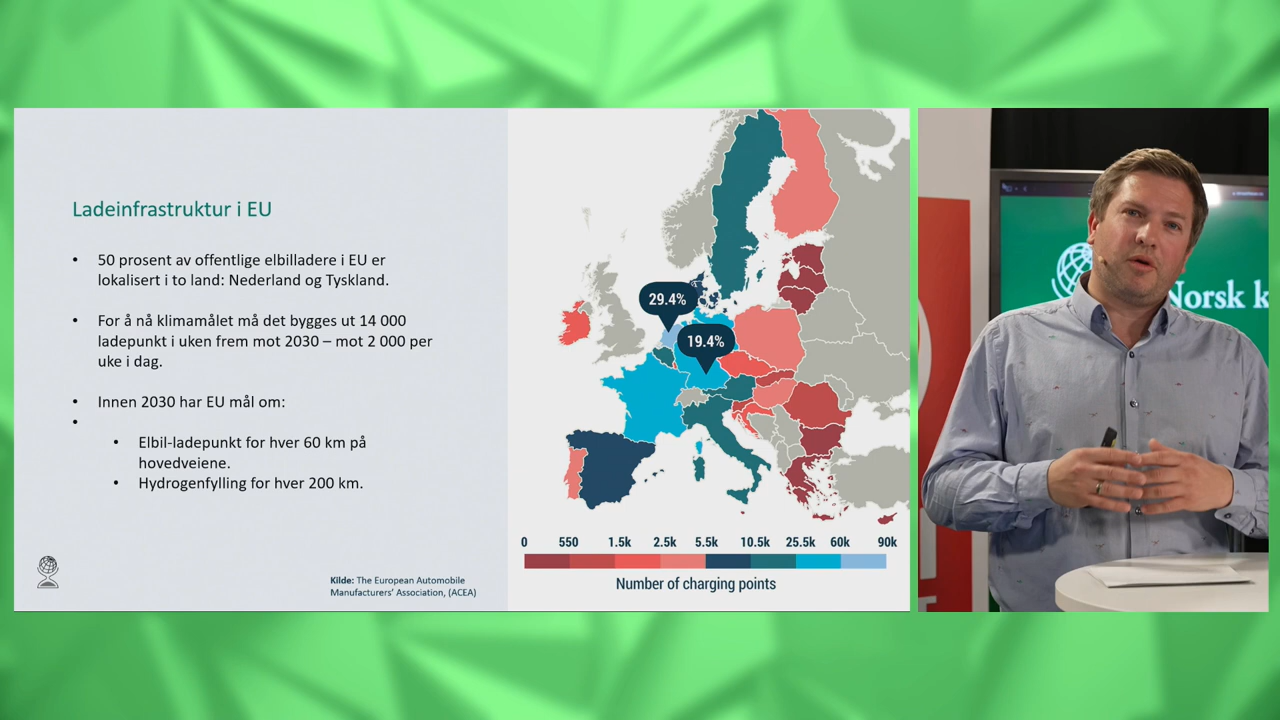 Ladeinfrastruktur i EU
• 50 prosent av offentlige elbilladere i EU er
lokalisert i to land: Nederland og Tyskland.
• For å nå klimamålet må det bygges ut 14 000
ladepunkt i uken frem mot 2030 – mot 2 000 per
uke i dag.
• Innen 2030 har EU mål om:
•
• Elbil-ladepunkt for hver 60 km på
hovedveiene.
• Hydrogenfylling for hver 200 km.
Kilde: The European Automobile
Manufacturers' Association, (ACEA)
29.4%
19.4%
0 550 1.5k 2.5k 5.5k 10.5k 25.5k 60k 90k
Number of charging points
Norsk k